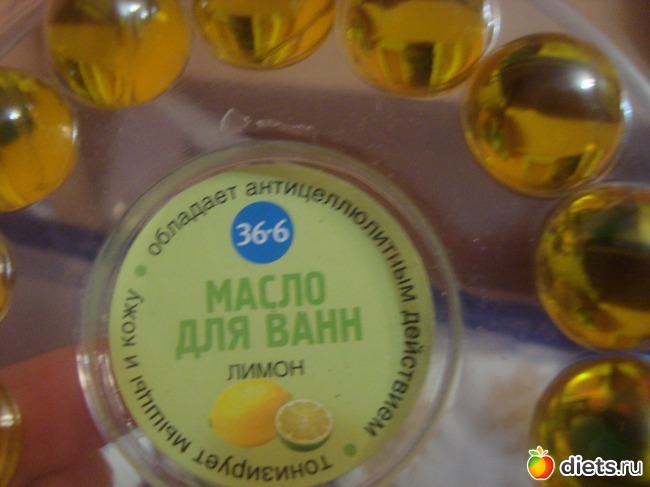 обладает антицеллюлитным действием
36•6
МАСЛО
ДЛЯ ВАНН
ЛИМОН
• тонизирует мышцы и кожу •
diets.ru